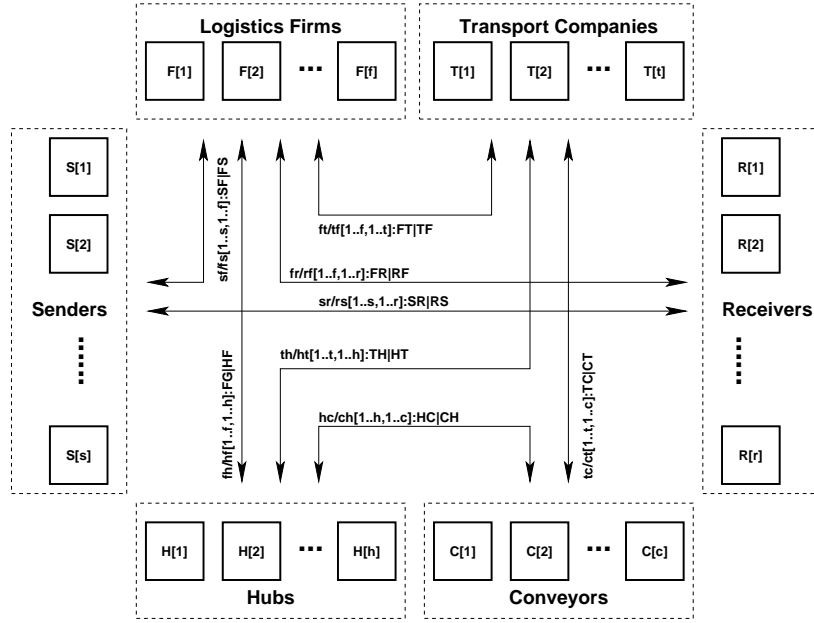 Logistics Firms
Transport Companies
F[1] F[2] ... F[f]
T[1] T[2] ... T[t]
S[1]
S[2]
Senders
S[s]
R[1]
R[2]
Receivers
R[r]
sf/fs[1..s,1..f]:SF|FS
ft/tf[1..f,1..t]:FT|TF
fr/rf[1..f,1..r]:FR|RF
sr/rs[1..s,1..r]:SR|RS
th/ht[1..t,1..h]:TH|HT
hc/ch[1..h,1..c]:HC|CH
fh/hf[1..f,1..h]:FG|HF
tc/ct[1..t,1..c]:TC|CT
H[1] H[2] ... H[h]
C[1] C[2] ... C[c]
Hubs
Conveyors